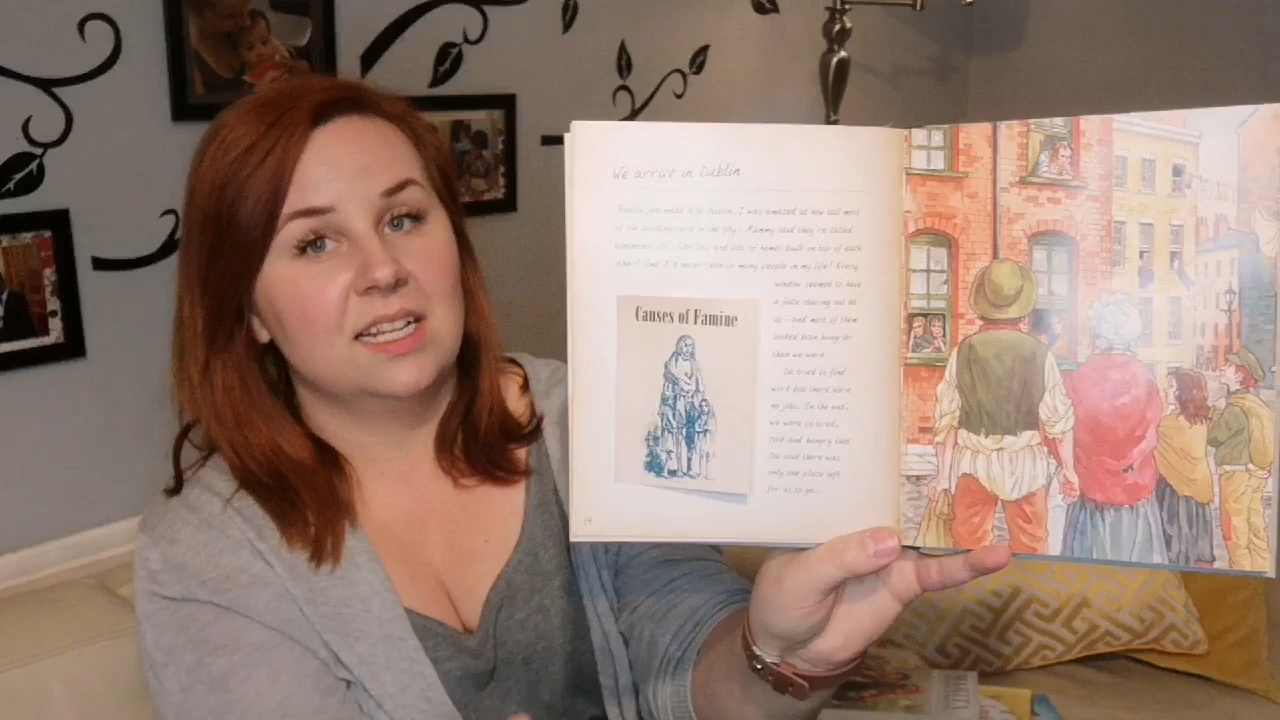 We arrive in Dublin
Finally, we made it to Dublin. I was amazed at how tall most
of the buildings are in the city - Mammy said they're called
tenements. It - lots and lots of homes built on top of each
other! And I'd never seen so many people in my life! Every
window seemed to have
a face staring out at
us - and most of them
looked even hungrier
than we were.
Da tried to find
work but there were
no jobs. In the end,
we were so tired,
cold and hungry that
Da said there was
only one place left
for us to go.
Causes of Famine
14